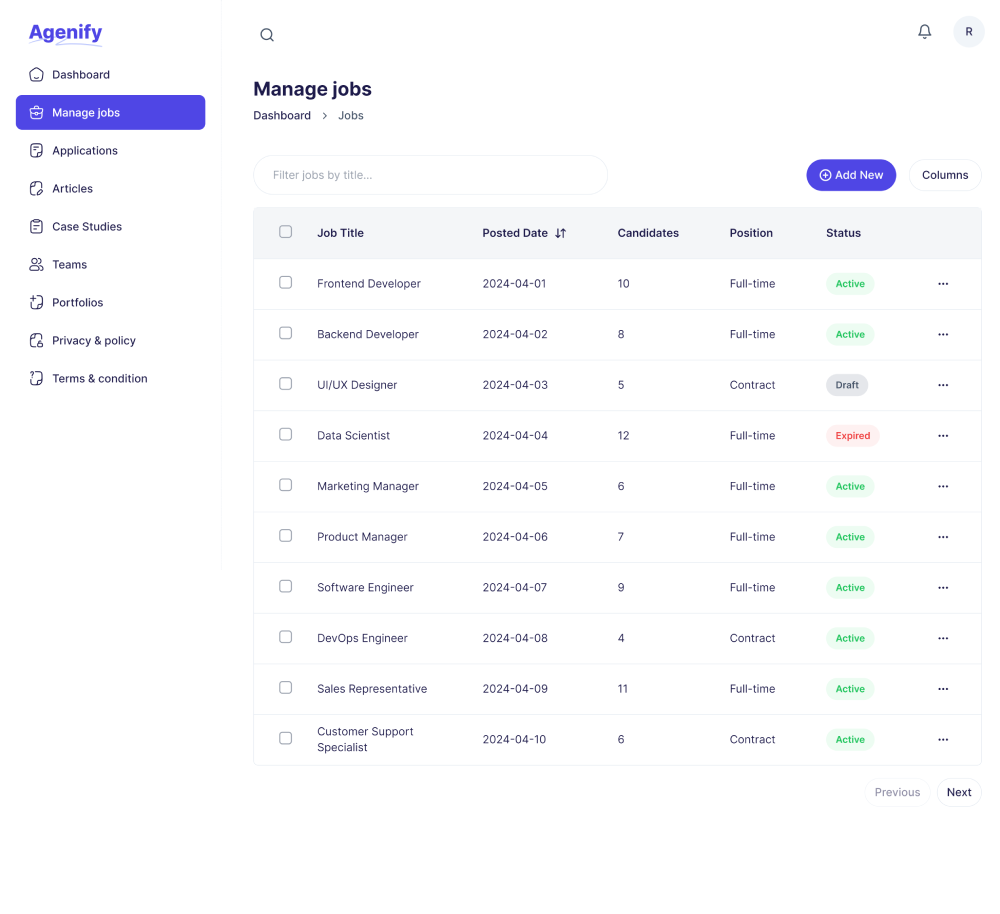 Agenify
Dashboard
Manage jobs
Applications
Articles
Case Studies
Teams
Portfolios
Privacy & policy
Terms & condition
R
Manage jobs
Dashboard > Jobs
Filter jobs by title...
Add New
Columns
Job Title Posted Date Candidates Position Status
Frontend Developer 2024-04-01 10 Full-time Active
Backend Developer 2024-04-02 8 Full-time Active
UI/UX Designer 2024-04-03 5 Contract Draft
Data Scientist 2024-04-04 12 Full-time Expired
Marketing Manager 2024-04-05 6 Full-time Active
Product Manager 2024-04-06 7 Full-time Active
Software Engineer 2024-04-07 9 Full-time Active
DevOps Engineer 2024-04-08 4 Contract Active
Sales Representative 2024-04-09 11 Full-time Active
Customer Support
Specialist 2024-04-10 6 Contract Active
Previous Next